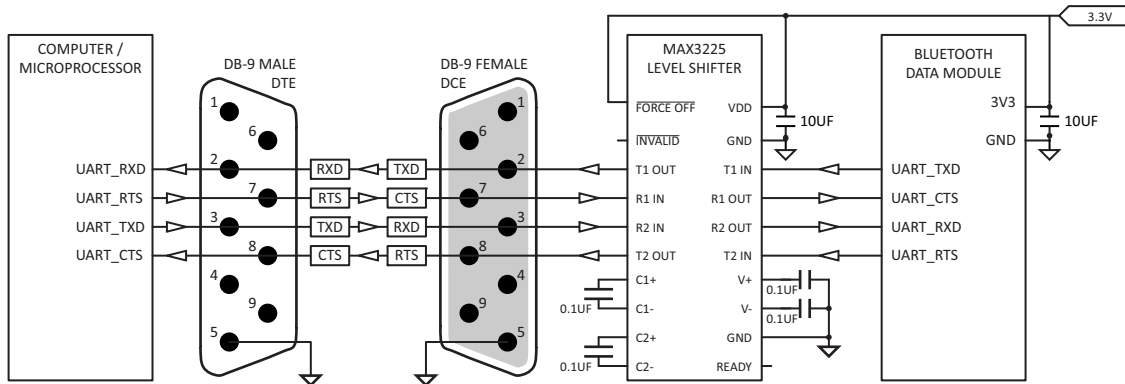 3.3V
COMPUTER /
MICROPROCESSOR
UART_RXD
UART_RTS
UART_TXD
UART_CTS
DB-9 MALE
DTE
1
6
2
7
3
8
4
9
5
RXD
TXD
RTS
CTS
TXD
RXD
CTS
RTS
DB-9 FEMALE
DCE
1
6
2
7
3
8
4
9
5
MAX3225
LEVEL SHIFTER
FORCE OFF
VDD
INVALID
GND
T1 OUT
T1 IN
R1 IN
R1 OUT
R2 IN
R2 OUT
T2 OUT
T2 IN
C1+
V+
C1-
V-
C2+
GND
C2-
READY
0.1UF
0.1UF
0.1UF
0.1UF
10UF
BLUETOOTH
DATA MODULE
3V3
GND
UART_TXD
UART_CTS
UART_RXD
UART_RTS
10UF